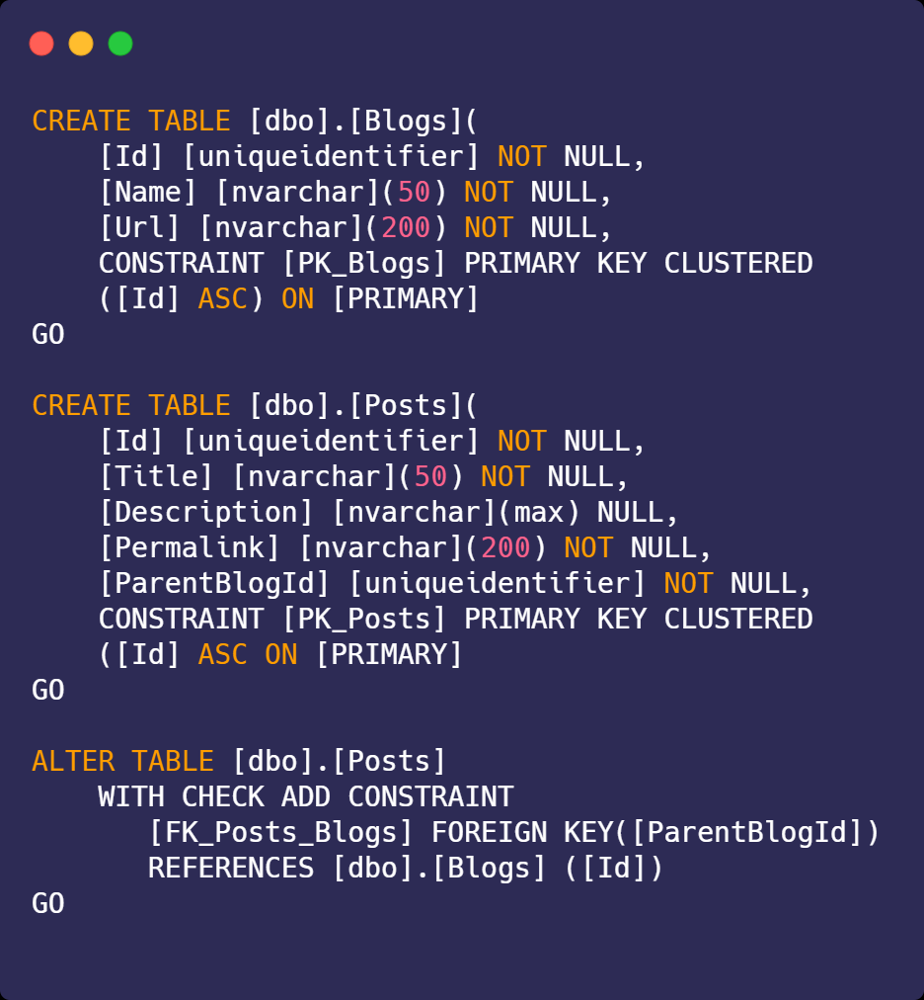 CREATE TABLE [dbo].[Blogs](
    [Id] [uniqueidentifier] NOT NULL,
    [Name] [nvarchar](50) NOT NULL,
    [Url] [nvarchar](200) NOT NULL,
    CONSTRAINT [PK_Blogs] PRIMARY KEY CLUSTERED
    ([Id] ASC) ON [PRIMARY]
GO

CREATE TABLE [dbo].[Posts](
    [Id] [uniqueidentifier] NOT NULL,
    [Title] [nvarchar](50) NOT NULL,
    [Description] [nvarchar](max) NULL,
    [Permalink] [nvarchar](200) NOT NULL,
    [ParentBlogId] [uniqueidentifier] NOT NULL,
    CONSTRAINT [PK_Posts] PRIMARY KEY CLUSTERED
    ([Id] ASC ON [PRIMARY]
GO

ALTER TABLE [dbo].[Posts]
    WITH CHECK ADD CONSTRAINT
       [FK_Posts_Blogs] FOREIGN KEY([ParentBlogId])
       REFERENCES [dbo].[Blogs] ([Id])
GO